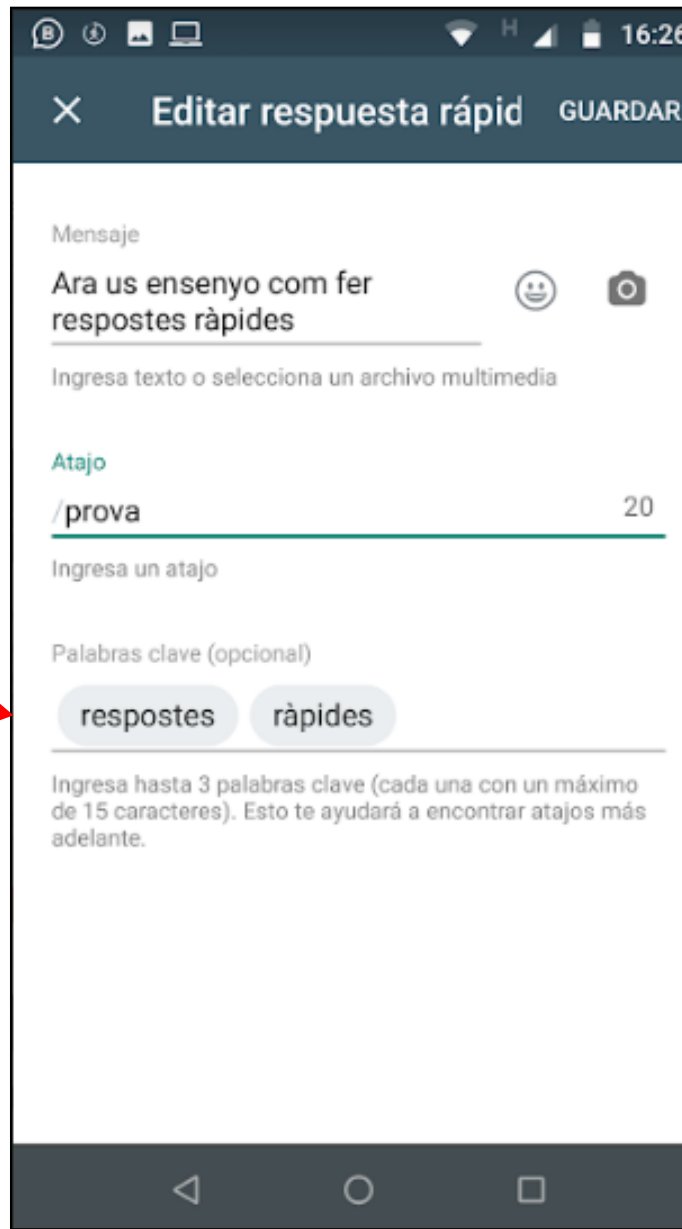 16:26
Editar respuesta rápid GUARDAR
Mensaje
Ara us ensenyo com fer
respostes ràpides
Ingresa texto o selecciona un archivo multimedia
Atajo
/prova 20
Ingresa un atajo
Palabras clave (opcional)
respostes ràpides
Ingresa hasta 3 palabras clave (cada una con un máximo
de 15 caracteres). Esto te ayudará a encontrar atajos más
adelante.